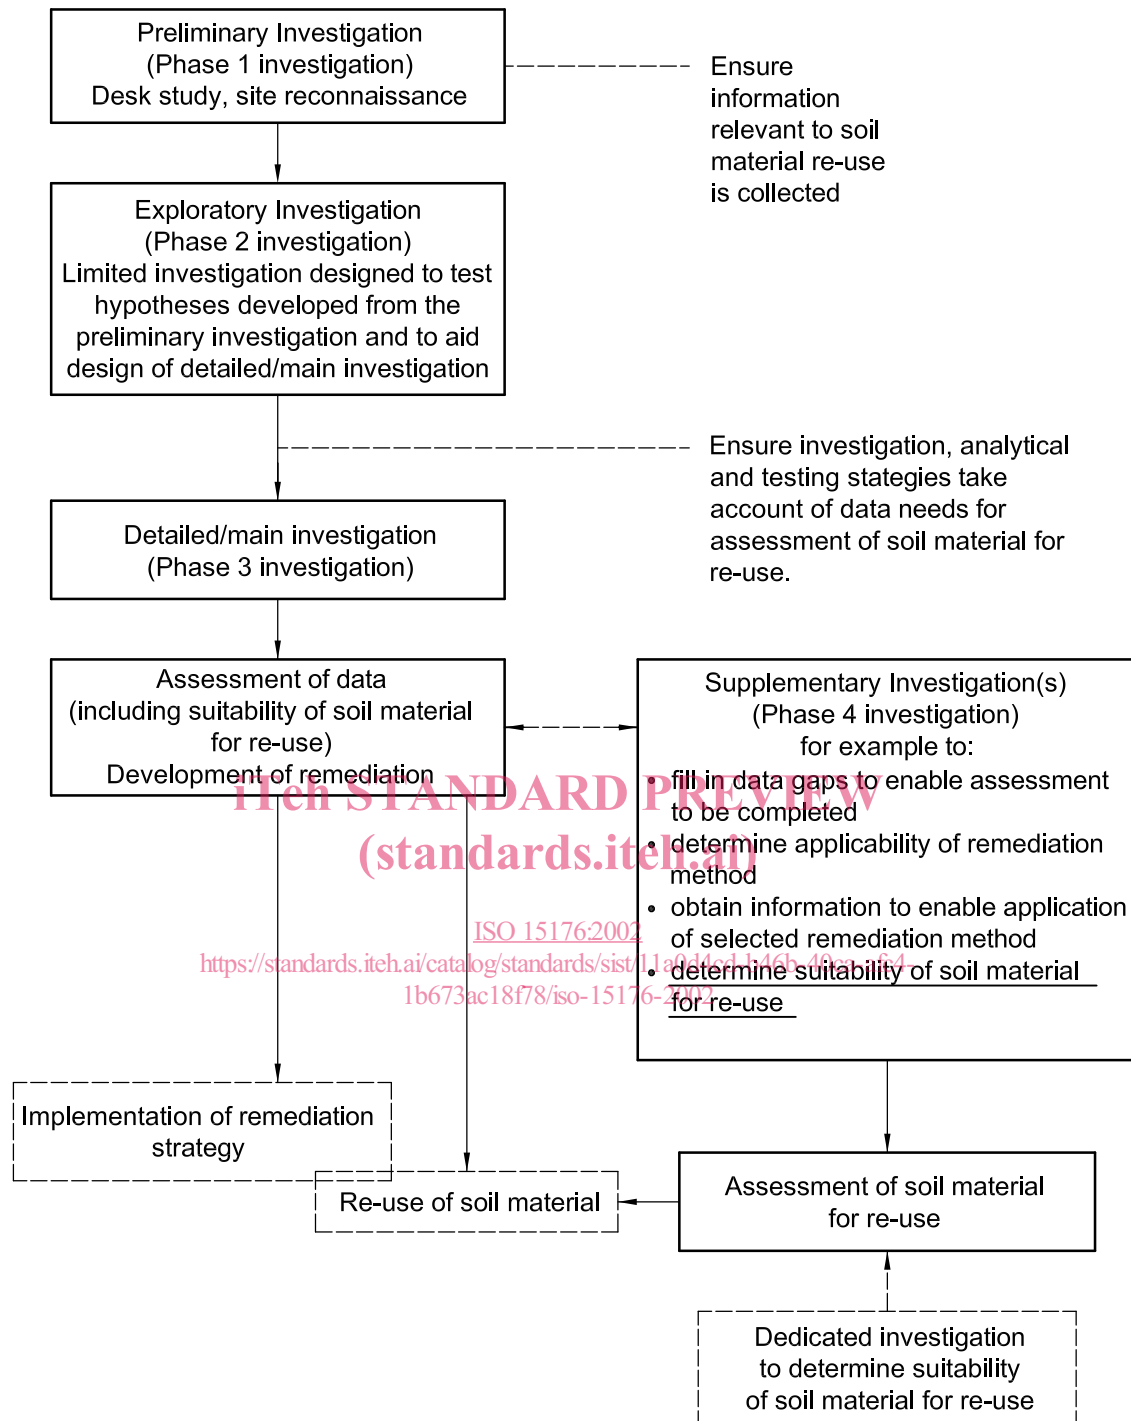 Preliminary Investigation
(Phase 1 investigation)
Desk study, site reconnaissance
Ensure
information
relevant to soil
material re-use
is collected
Exploratory Investigation
(Phase 2 investigation)
Limited investigation designed to test
hypotheses developed from the
preliminary investigation and to aid
design of detailed/main investigation
Ensure investigation, analytical
and testing stategies take
account of data needs for
assessment of soil material for
re-use.
Detailed/main investigation
(Phase 3 investigation)
Assessment of data
(including suitability of soil material
for re-use)
Development of remediation
Supplementary Investigation(s)
(Phase 4 investigation)
for example to:
• fill in data gaps to enable assessment
to be completed
• determine applicability of remediation
method
• obtain information to enable application
of selected remediation method
• determine suitability of soil material
for re-use
iTeh STANDARD PREVIEW
(standards.iteh.ai)
ISO 15176:2002
https://standards.iteh.ai/catalog/standards/sist/11a0d4cd-b46b-40ca-afc4-
1b673ac18f78/iso-15176-2002
Implementation of remediation
strategy
Re-use of soil material
Assessment of soil material
for re-use
Dedicated investigation
to determine suitability
of soil material for re-use